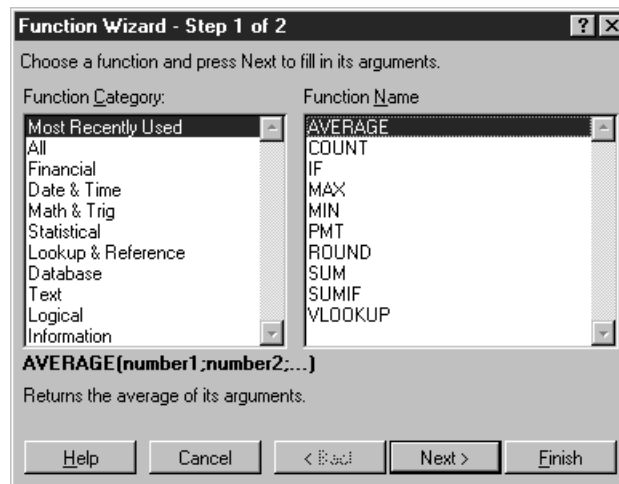 Function Wizard - Step 1 of 2
Choose a function and press Next to fill in its arguments.
Function Category:
Most Recently Used
All
Financial
Date & Time
Math & Trig
Statistical
Lookup & Reference
Database
Text
Logical
Information
Function Name
AVERAGE
COUNT
IF
MAX
MIN
PMT
ROUND
SUM
SUMIF
VLOOKUP
AVERAGE(number1;number2;...)
Returns the average of its arguments.
Help
Cancel
< Back
Next >
Finish